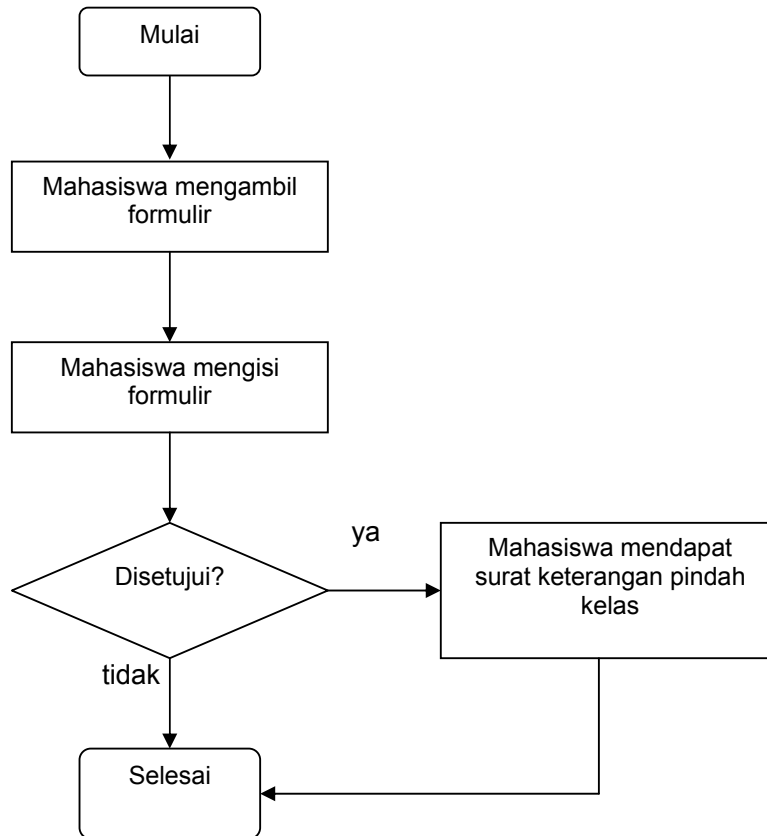 Mulai
Mahasiswa mengambil
formulir
Mahasiswa mengisi
formulir
Disetujui?
ya
Mahasiswa mendapat
surat keterangan pindah
kelas
tidak
Selesai